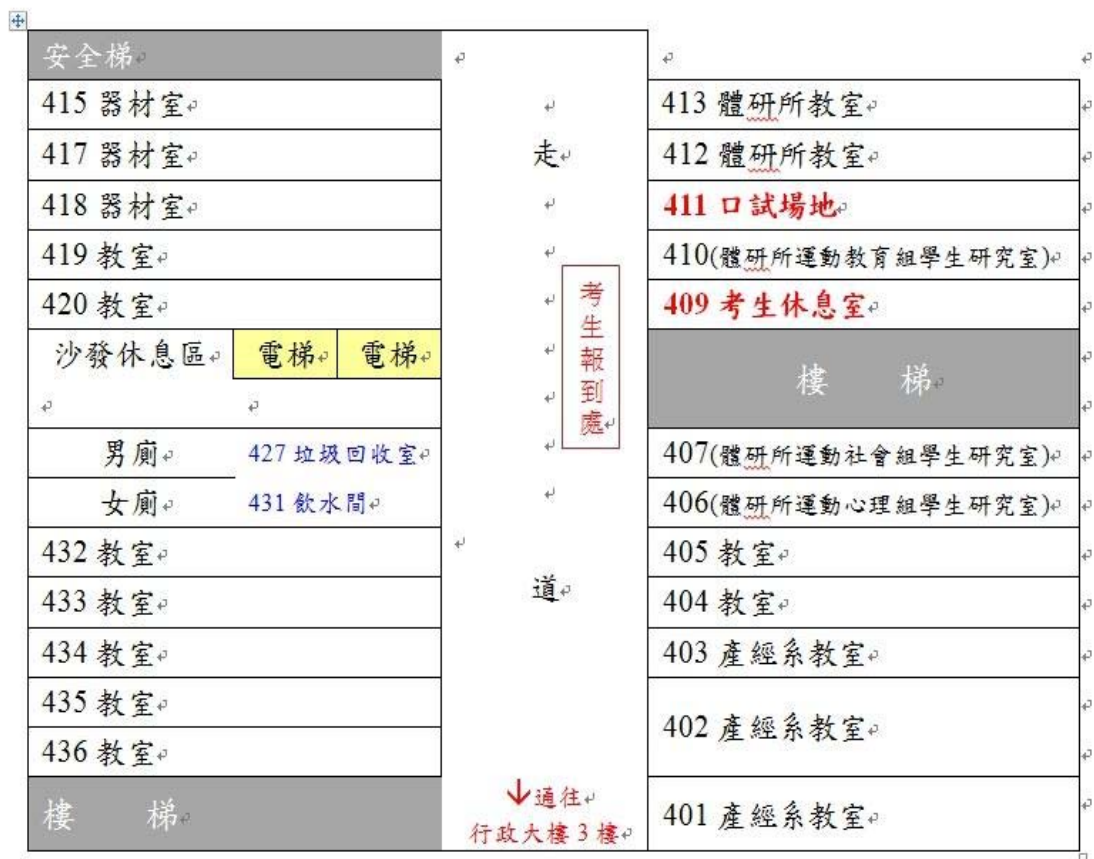 安全梯
415 器材室
417 器材室
418 器材室
419 教室
420 教室
沙發休息區 電梯 電梯
男廁 427 垃圾回收室
女廁 431 飲水間
432 教室
433 教室
434 教室
435 教室
436 教室
樓 梯
走
道
考生報到處
↓通往
行政大樓 3 樓
413 體研所教室
412 體研所教室
411 口試場地
410(體研所運動教育組學生研究室)
409 考生休息室
樓 梯
407(體研所運動社會組學生研究室)
406(體研所運動心理組學生研究室)
405 教室
404 教室
403 產經系教室
402 產經系教室
401 產經系教室